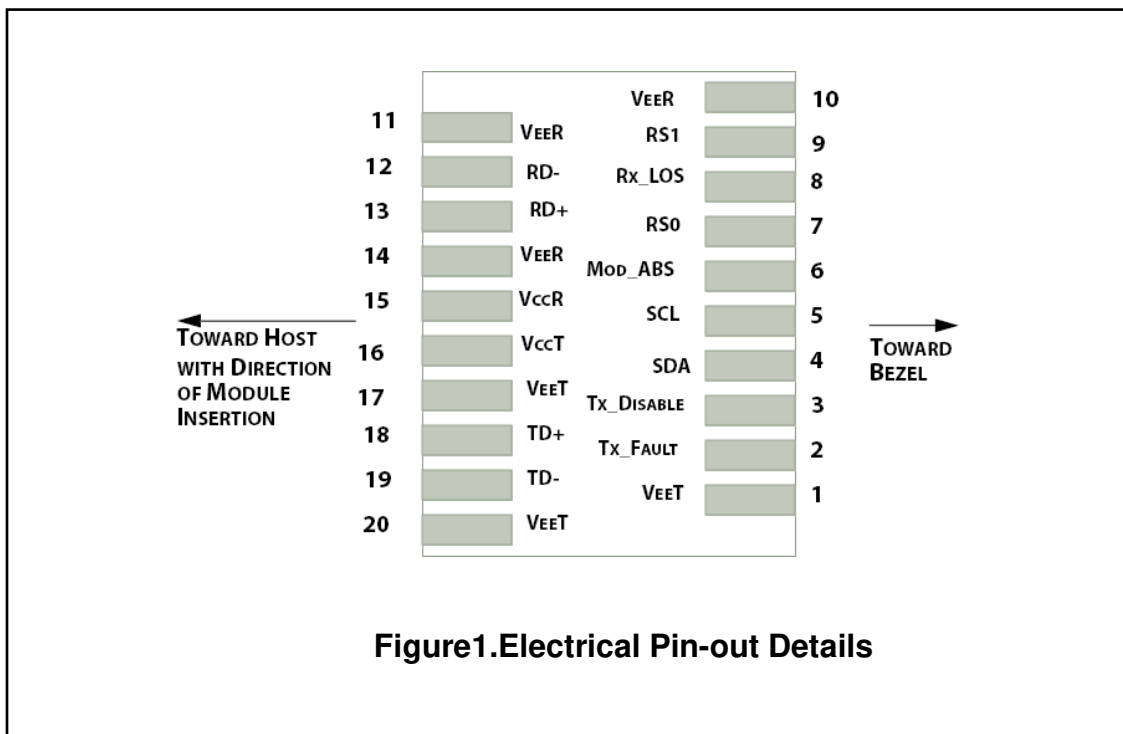 11 VEER
12 RD-
13 RD+
14 VEER
15 VCCR
16 VCCT
17 VEET
18 TD+
19 TD-
20 VEET
VEER 10
RS1 9
RX_LOS 8
RS0 7
MOD_ABS 6
SCL 5
SDA 4
TX_DISABLE 3
TX_FAULT 2
VEET 1
TOWARD HOST
WITH DIRECTION
OF MODULE
INSERTION
TOWARD
BEZEL
Figure1.Electrical Pin-out Details